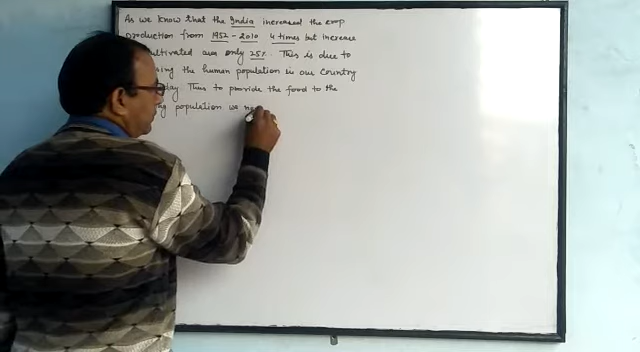 As we know that the India increased the crop
production from 1952 - 2010 4 times but increase
cultivated area only 25%. This is due to
the human population in our country
day. Thus to provide the food to the
population we